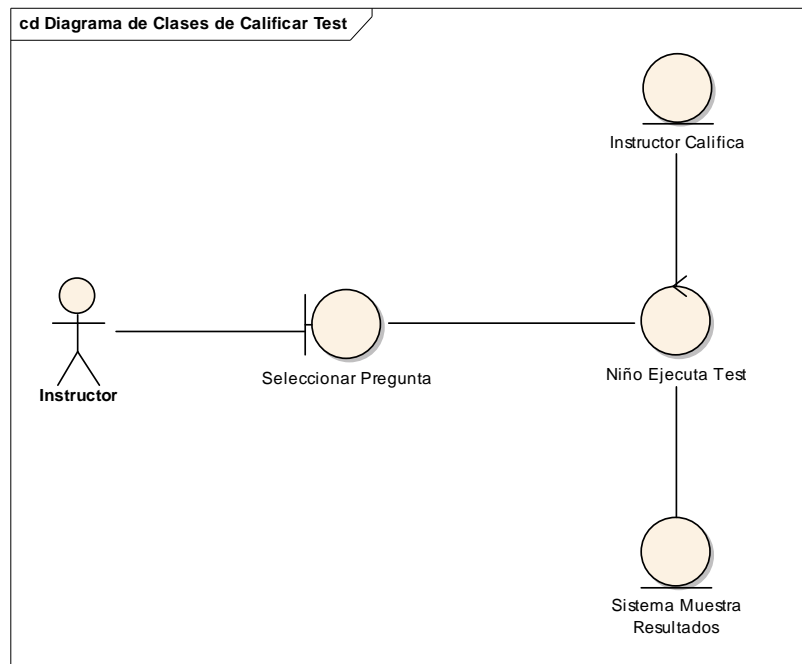 cd Diagrama de Clases de Calificar Test
Instructor Califica
Instructor
Seleccionar Pregunta
Niño Ejecuta Test
Sistema Muestra
Resultados